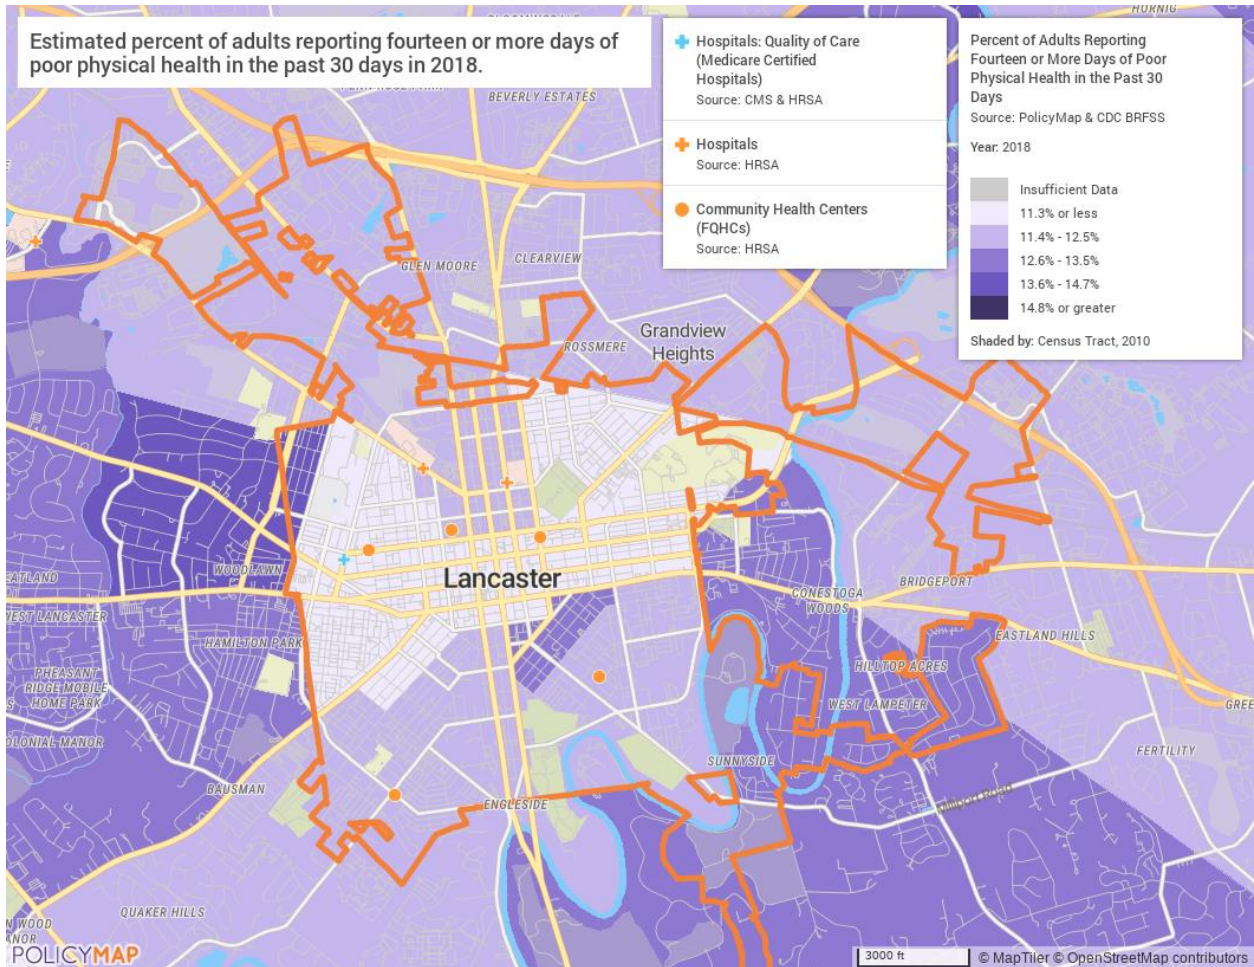 HORNIG
Estimated percent of adults reporting fourteen or more days of
poor physical health in the past 30 days in 2018.
BEVERLY ESTATES
Hospitals: Quality of Care
(Medicare Certified
Hospitals)
Source: CMS & HRSA
Hospitals
Source: HRSA
Community Health Centers
(FQHCs)
Source: HRSA
Percent of Adults Reporting
Fourteen or More Days of Poor
Physical Health in the Past 30
Days
Source: PolicyMap & CDC BRFSS
Year: 2018
Insufficient Data
11.3% or less
11.4% - 12.5%
12.6% - 13.5%
13.6% - 14.7%
14.8% or greater
Shaded by: Census Tract, 2010
GLEN MOORE
CLEARVIEW
ROSSMERE
Grandview
Heights
WOODLAWN
Lancaster
BRIDGEPORT
CONESTOGA
WOODS
EASTLAND HILLS
WEST LANCASTER
HAMILTON PARK
HILLTOP ACRES
PHEASANT
RIDGE MOBILE
HOME PARK
WEST LAMPETER
GREE
FERTILITY
SUNNYSIDE
BAUSMAN
ENGLESIDE
QUAKER HILLS
POLICYMAP
3000 ft
© MapTiler © OpenStreetMap contributors